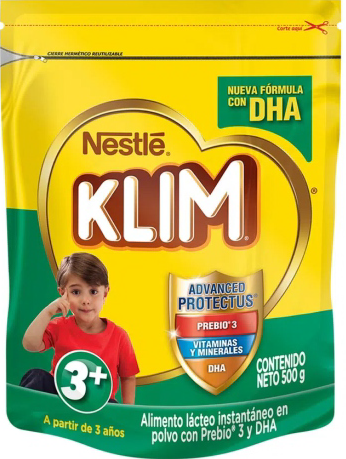 Corte aquí
CIERRE HERMÉTICO REUTILIZABLE
NUEVA FÓRMULA
CON DHA
Nestlé®
KLIM®
®
ADVANCED
PROTECTUS®
PREBIO® 3
VITAMINAS
Y MINERALES
DHA
CONTENIDO
NETO 500 g
3+
A partir de 3 años
Alimento lácteo instantáneo en
polvo con Prebio® 3 y DHA